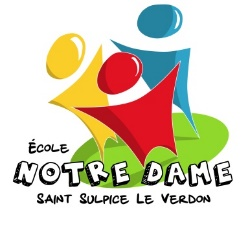 ÉCOLE
NOTRE DAME
SAINT SULPICE LE VERDON